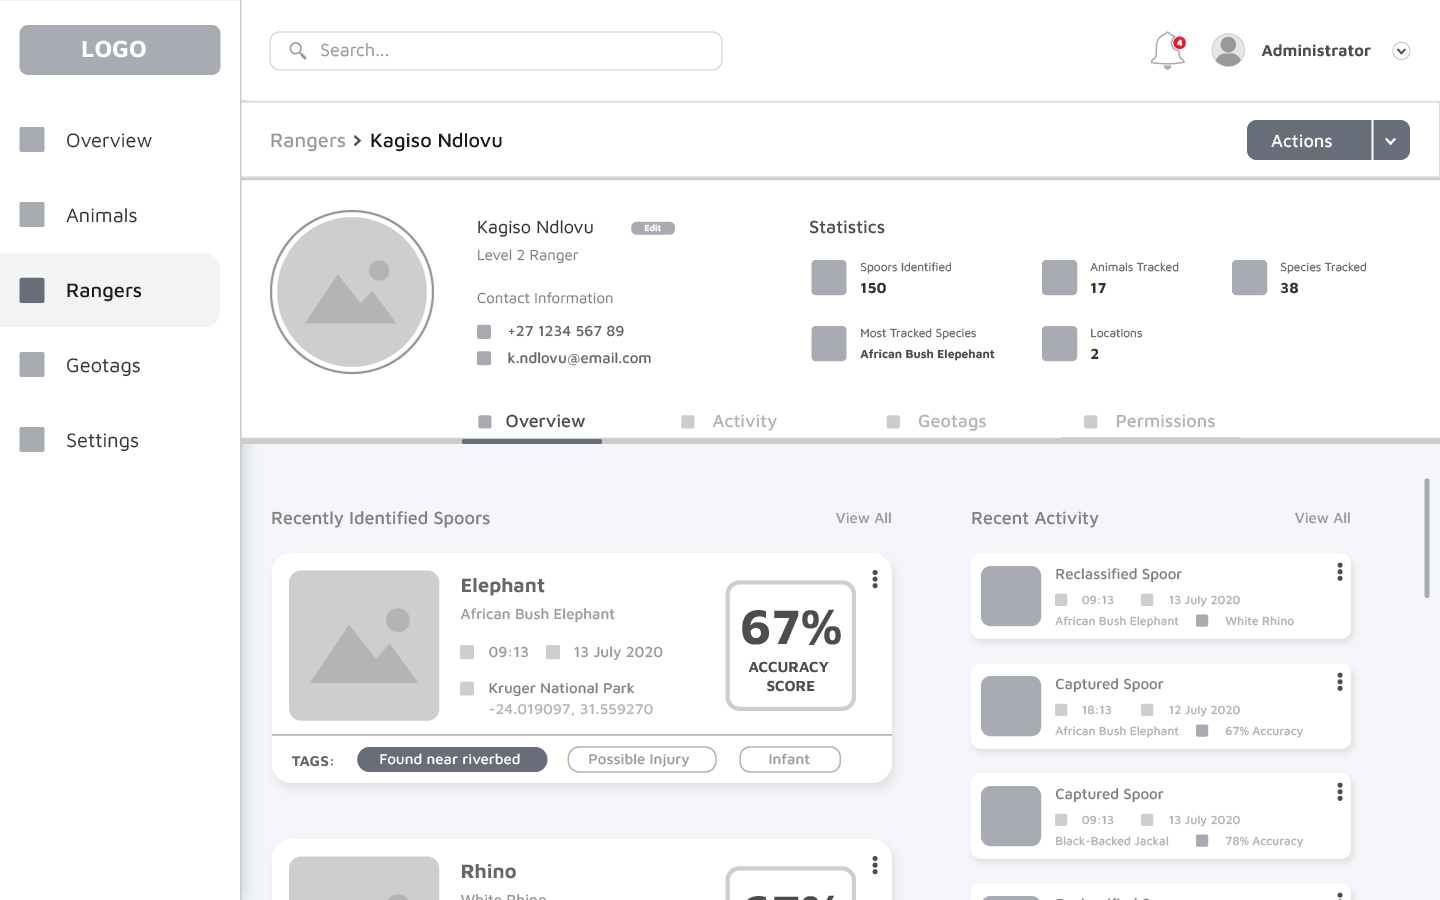 LOGO
Search...
4
Administrator
Overview
Animals
Rangers
Geotags
Settings
Rangers > Kagiso Ndlovu
Actions
Kagiso Ndlovu
Edit
Level 2 Ranger
Contact Information
+27 1234 567 89
k.ndlovu@email.com
Statistics
Spoors Identified
150
Animals Tracked
17
Species Tracked
38
Most Tracked Species
African Bush Elepehant
Locations
2
Overview
Activity
Geotags
Permissions
Recently Identified Spoors
View All
Elephant
African Bush Elephant
09:13 13 July 2020
Kruger National Park
-24.019097, 31.559270
67%
ACCURACY
SCORE
TAGS: Found near riverbed Possible Injury Infant
Rhino
White Rhino
67%
Recent Activity
View All
Reclassified Spoor
09:13 13 July 2020
African Bush Elephant White Rhino
Captured Spoor
18:13 12 July 2020
African Bush Elephant 67% Accuracy
Captured Spoor
09:13 13 July 2020
Black-Backed Jackal 78% Accuracy
Reclassified Spoor